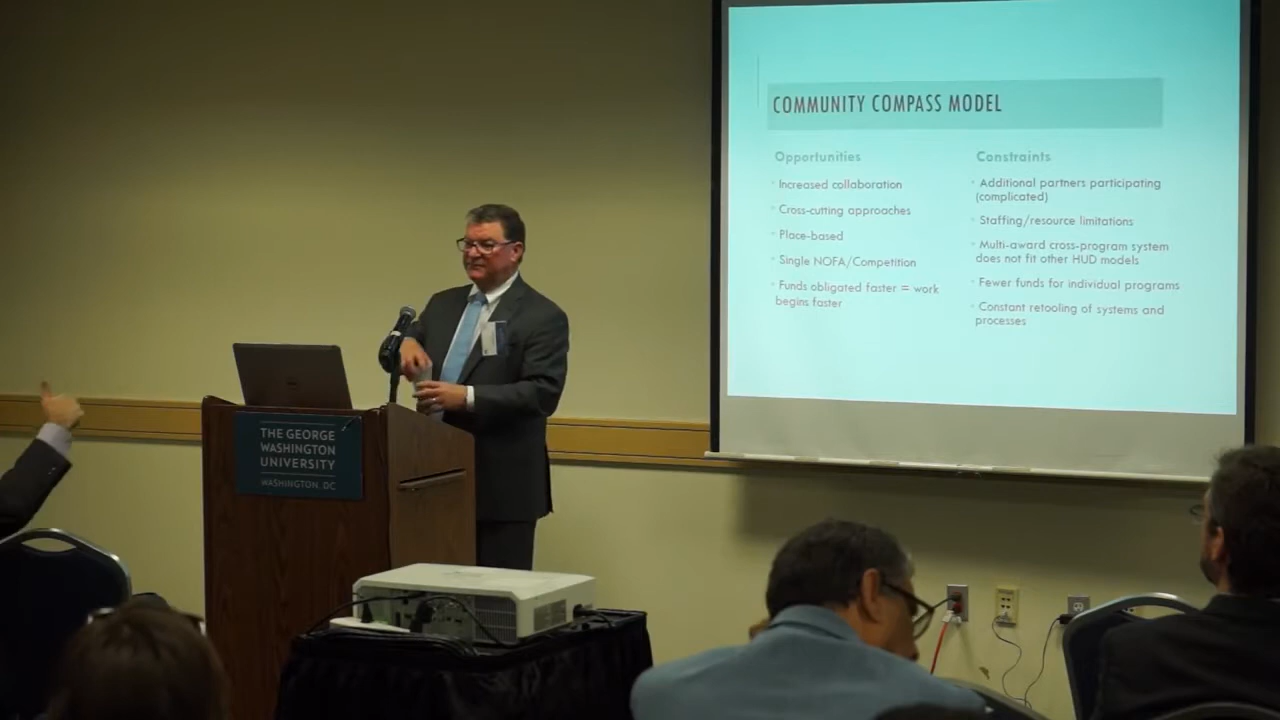 COMMUNITY COMPASS MODEL
Opportunities
Increased collaboration
Cross-cutting approaches
Place-based
Single NOFA/Competition
Funds obligated faster = work
begins faster
Constraints
Additional partners participating
(complicated)
Staffing/resource limitations
Multi-award cross-program system
does not fit other HUD models
Fewer funds for individual programs
Constant retooling of systems and
processes
THE GEORGE
WASHINGTON
UNIVERSITY
WASHINGTON, DC